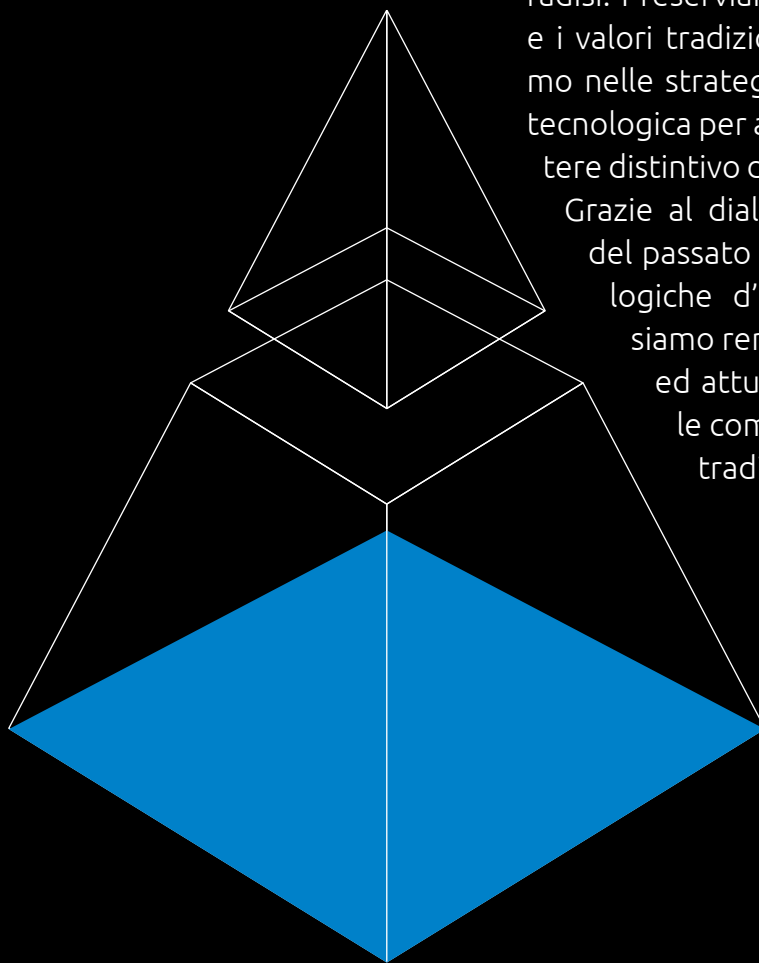 e i valori tradizio
mo nelle strateg
tecnologica per a
tere distintivo d
Grazie al dial
del passato
logiche d'
siamo ren
ed attu
le com
trad